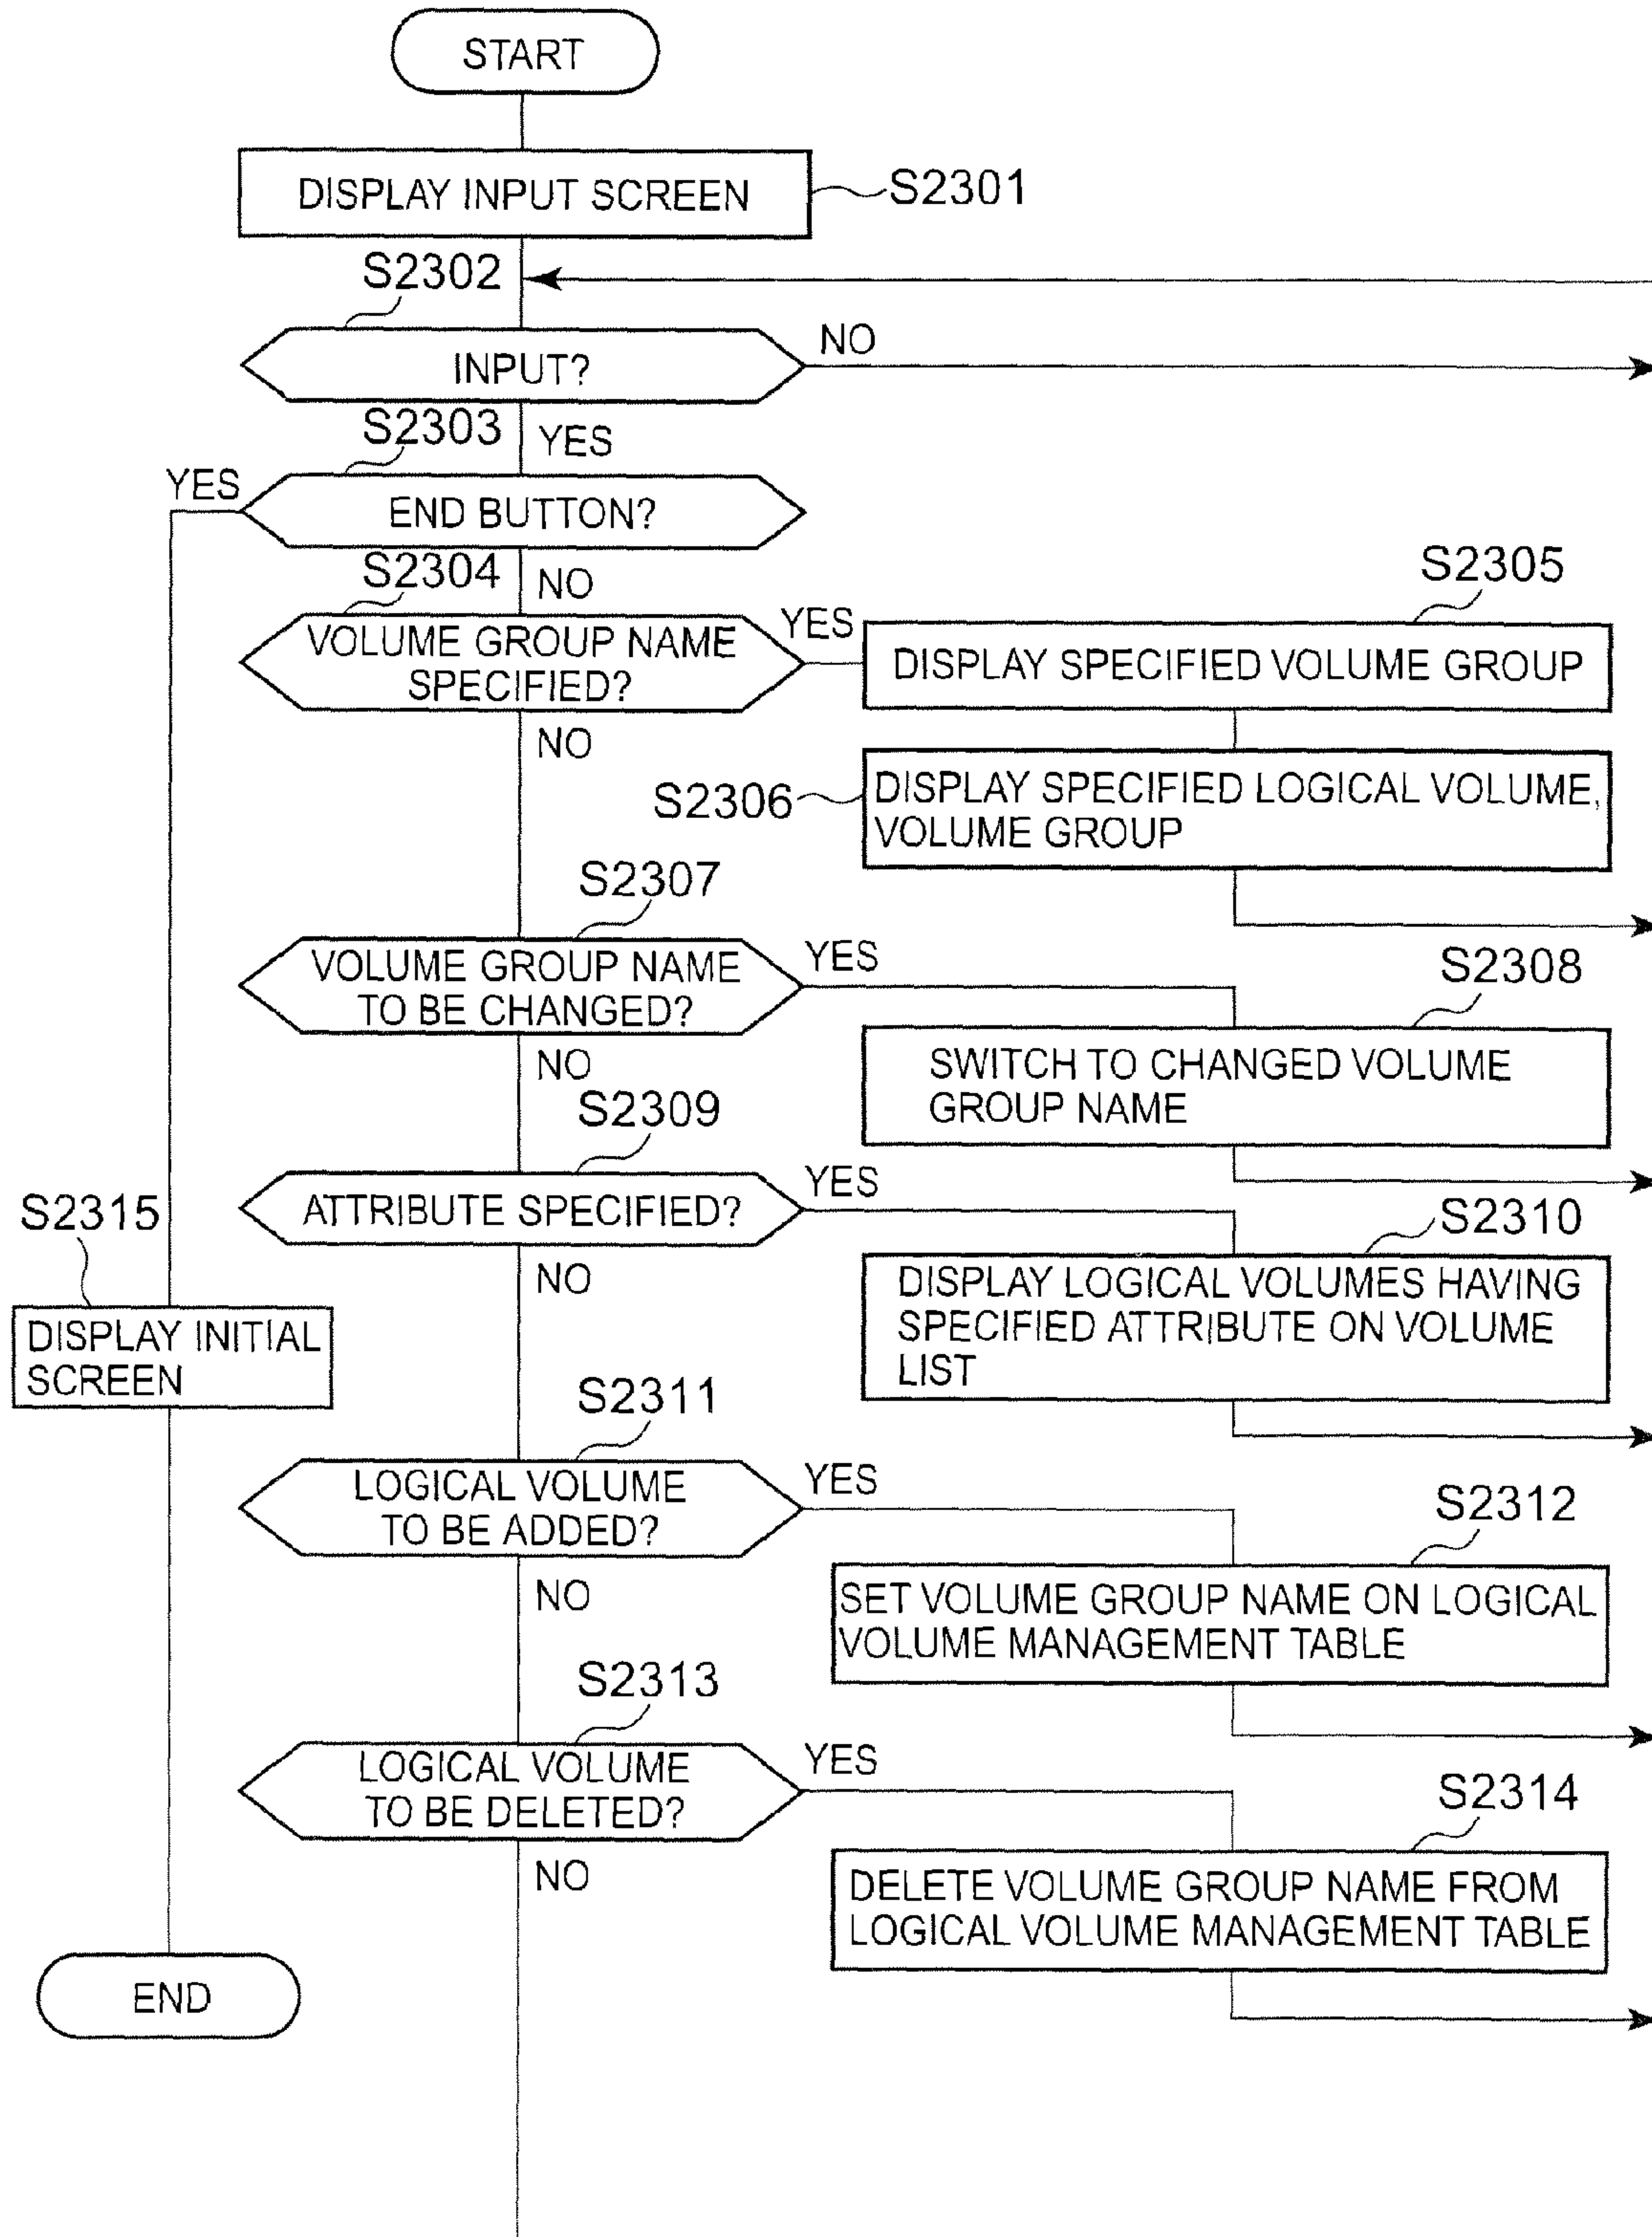 START
DISPLAY INPUT SCREEN
S2301
S2302
INPUT?
NO
S2303
YES
YES
END BUTTON?
S2304
NO
S2305
VOLUME GROUP NAME
SPECIFIED?
YES
DISPLAY SPECIFIED VOLUME GROUP
NO
S2306
DISPLAY SPECIFIED LOGICAL VOLUME,
VOLUME GROUP
S2307
VOLUME GROUP NAME
TO BE CHANGED?
YES
S2308
NO
SWITCH TO CHANGED VOLUME
GROUP NAME
S2309
ATTRIBUTE SPECIFIED?
YES
S2310
NO
DISPLAY LOGICAL VOLUMES HAVING
SPECIFIED ATTRIBUTE ON VOLUME
LIST
S2315
DISPLAY INITIAL
SCREEN
S2311
LOGICAL VOLUME
TO BE ADDED?
YES
S2312
NO
SET VOLUME GROUP NAME ON LOGICAL
VOLUME MANAGEMENT TABLE
S2313
LOGICAL VOLUME
TO BE DELETED?
YES
S2314
NO
DELETE VOLUME GROUP NAME FROM
LOGICAL VOLUME MANAGEMENT TABLE
END